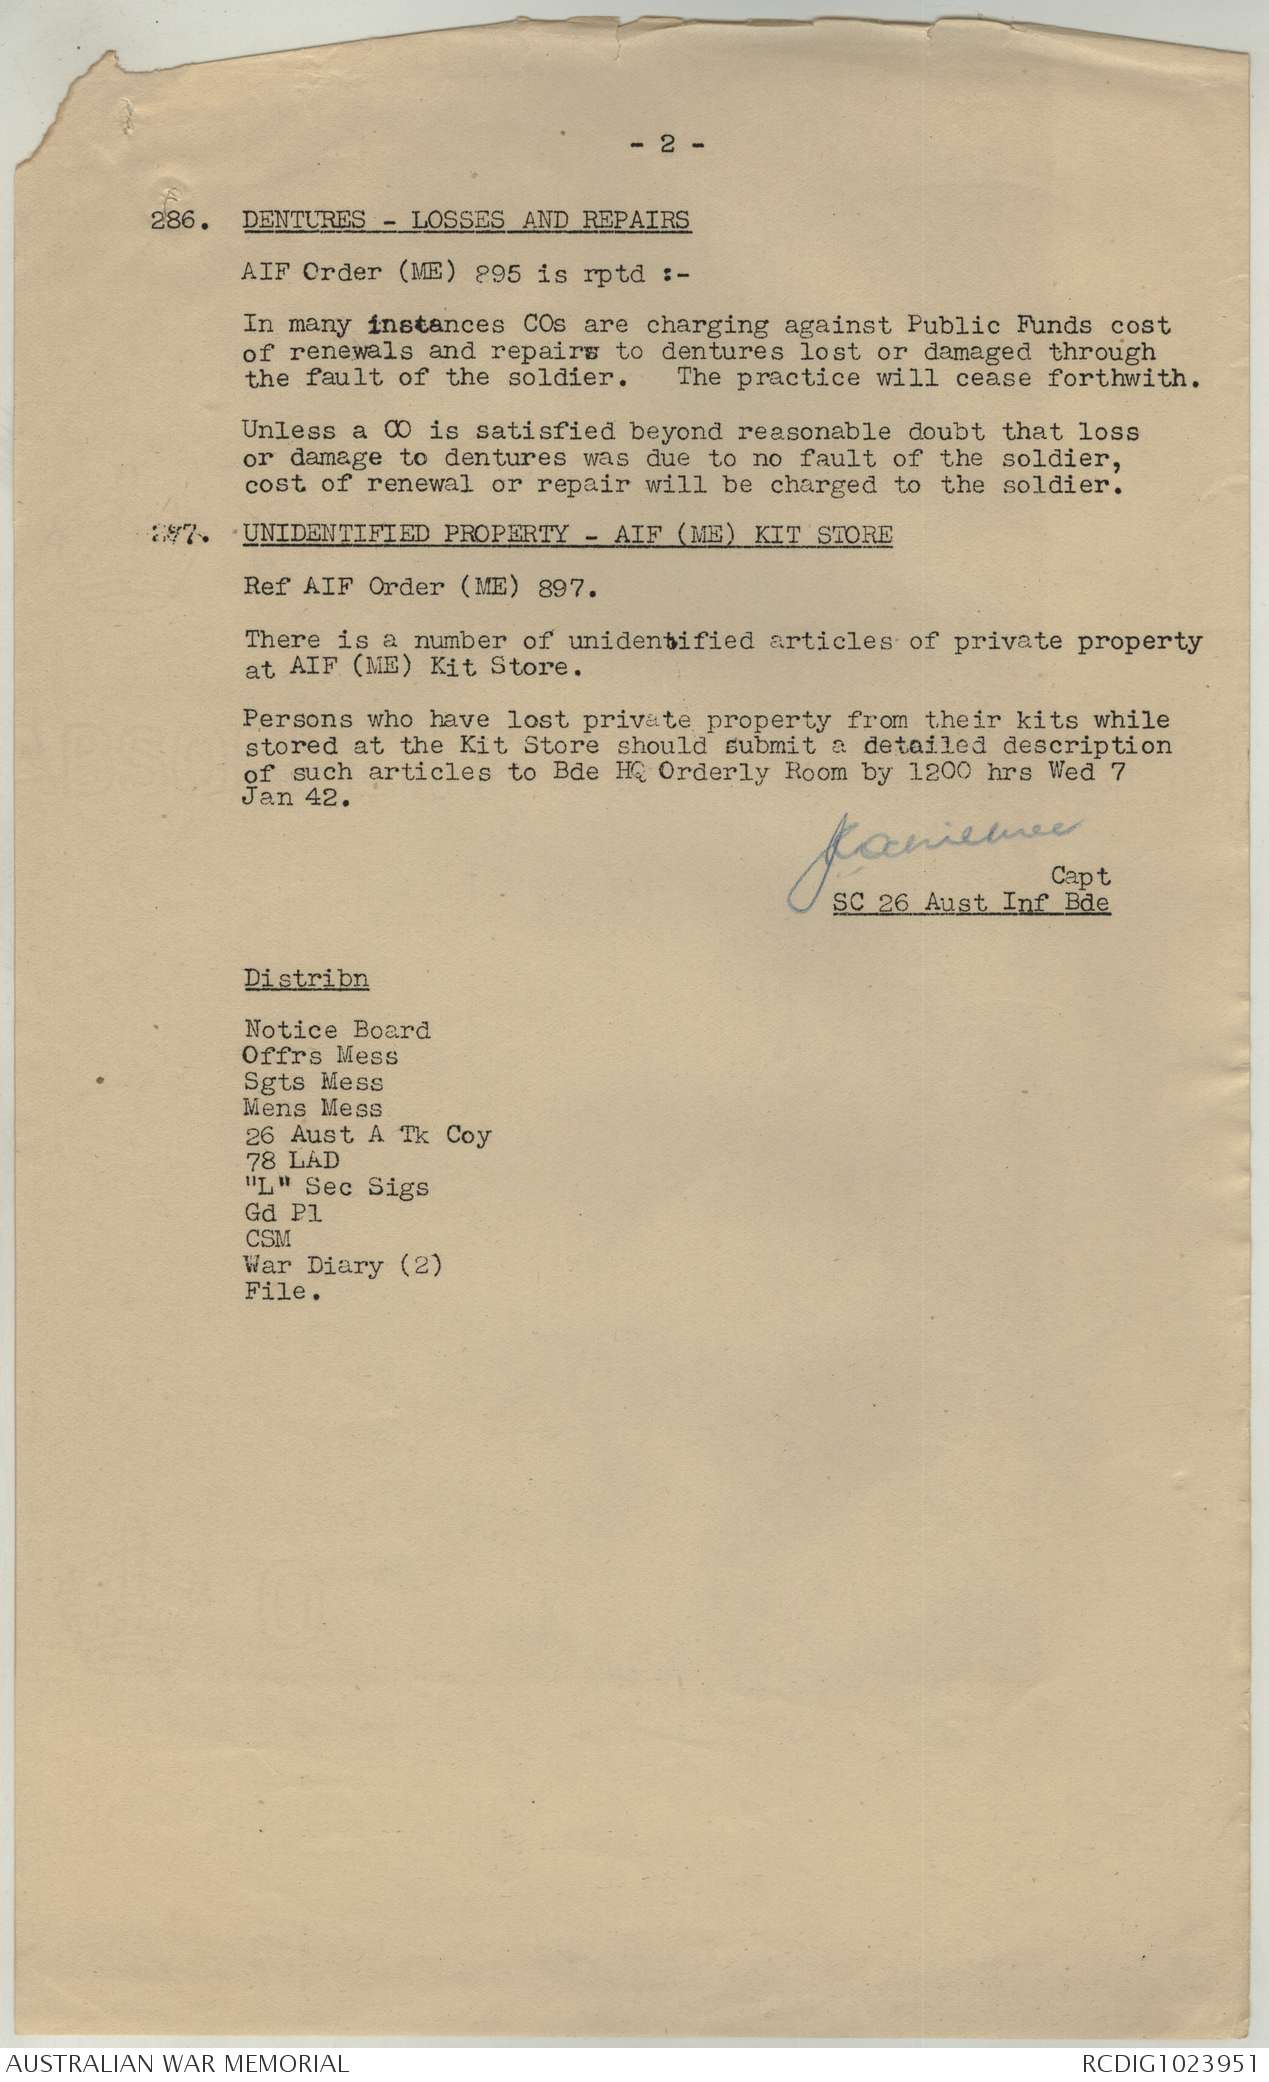 - 2 -
286. DENTURES - LOSSES AND REPAIRS
AIF Order (ME) 895 is rptd :-
In many instances COs are charging against Public Funds cost
of renewals and repairs to dentures lost or damaged through
the fault of the soldier. The practice will cease forthwith.
Unless a CO is satisfied beyond reasonable doubt that loss
or damage to dentures was due to no fault of the soldier,
cost of renewal or repair will be charged to the soldier.
287. UNIDENTIFIED PROPERTY - AIF (ME) KIT STORE
Ref AIF Order (ME) 897.
There is a number of unidentified articles of private property
at AIF (ME) Kit Store.
Persons who have lost private property from their kits while
stored at the Kit Store should submit a detailed description
of such articles to Bde HQ Orderly Room by 1200 hrs Wed 7
Jan 42.
Capt
SC 26 Aust Inf Bde
Distribn
Notice Board
Offrs Mess
Sgts Mess
Mens Mess
26 Aust A Tk Coy
78 LAD
"L" Sec Sigs
Gd Pl
CSM
War Diary (2)
File.
AUSTRALIAN WAR MEMORIAL
RCDIG1023951